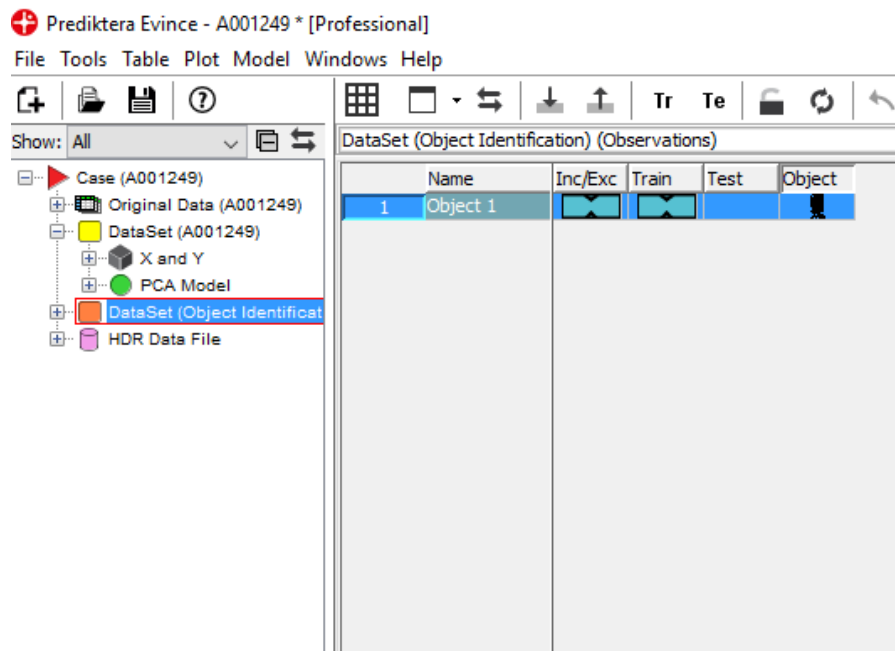 Prediktera Evince - A001249 * [Professional]
File Tools Table Plot Model Windows Help
Tr Te
Show: All
DataSet (Object Identification) (Observations)
Case (A001249)
Original Data (A001249)
DataSet (A001249)
X and Y
PCA Model
DataSet (Object Identificat
HDR Data File
Name Inc/Exc Train Test Object
1 Object 1